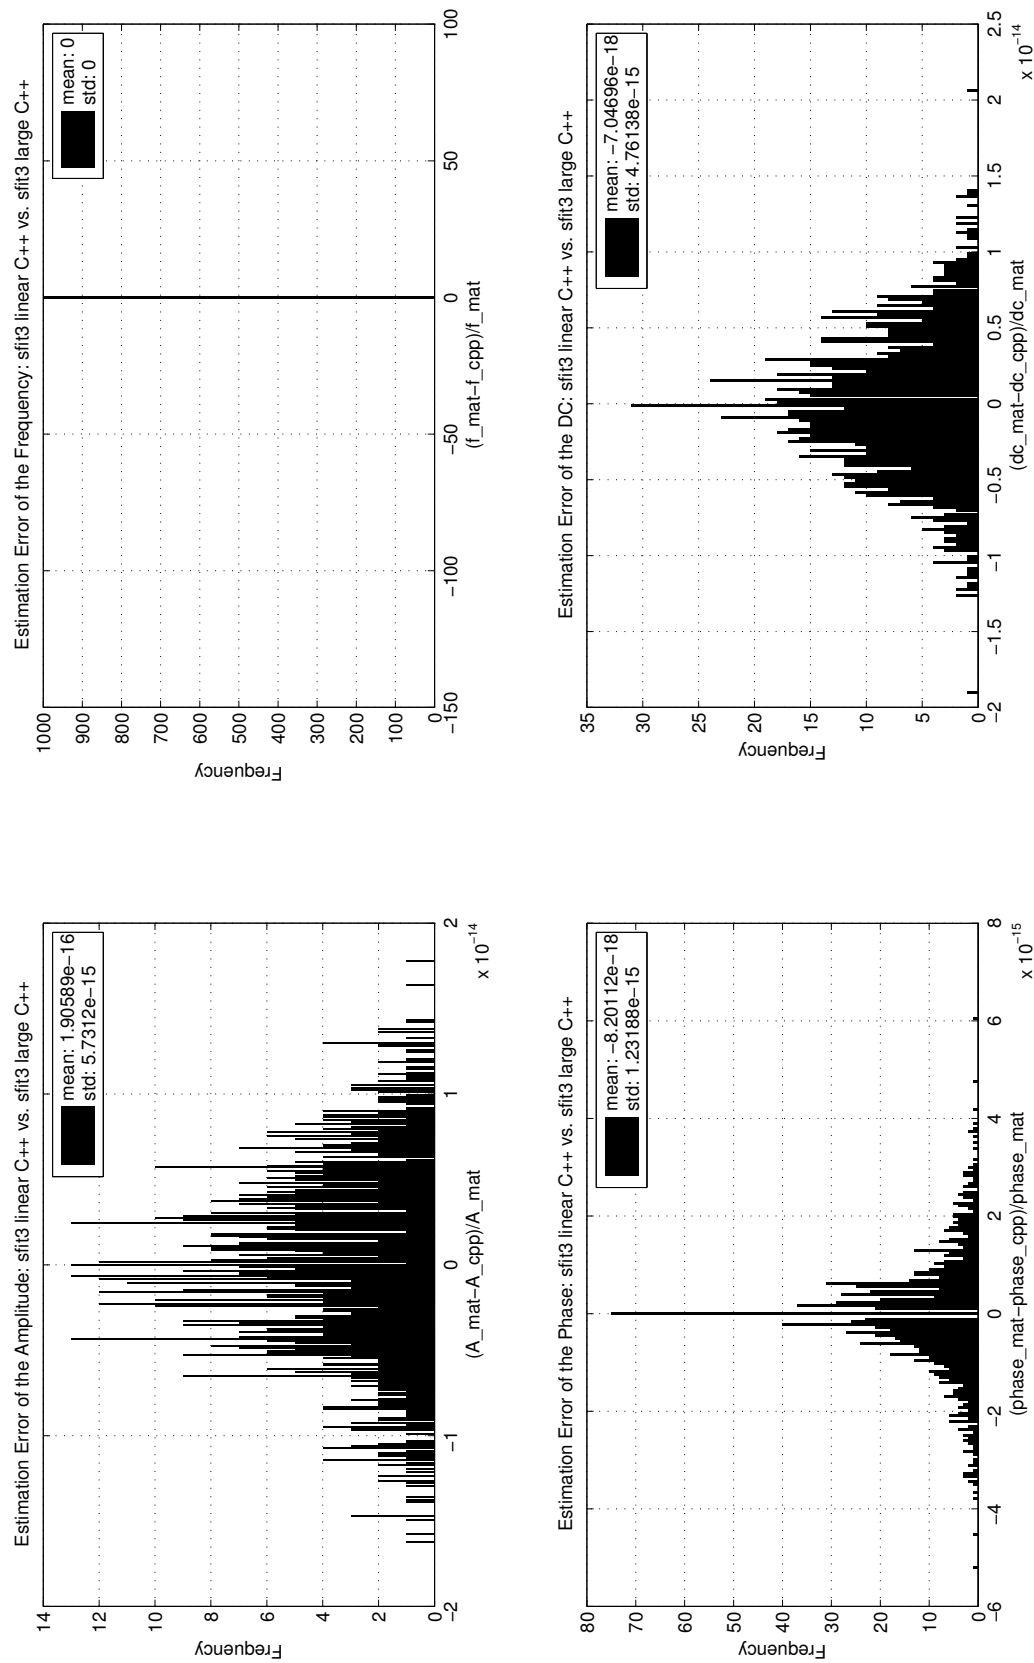 Estimation Error of the Amplitude: sfit3 linear C++ vs. sfit3 large C++
mean: 1.90589e−16
std: 5.7312e−15
14
12
10
8
6
4
2
0
Frequency
−2
−1
0
1
2
x 10−14
(A_mat−A_cpp)/A_mat
Estimation Error of the Frequency: sfit3 linear C++ vs. sfit3 large C++
mean: 0
std: 0
1000
900
800
700
600
500
400
300
200
100
0
Frequency
−150
−100
−50
0
50
100
(f_mat−f_cpp)/f_mat
Estimation Error of the Phase: sfit3 linear C++ vs. sfit3 large C++
mean: −8.20112e−18
std: 1.23188e−15
80
70
60
50
40
30
20
10
0
Frequency
−6
−4
−2
0
2
4
6
8
x 10−15
(phase_mat−phase_cpp)/phase_mat
Estimation Error of the DC: sfit3 linear C++ vs. sfit3 large C++
mean: −7.04696e−18
std: 4.76138e−15
35
30
25
20
15
10
5
0
Frequency
−2
−1.5
−1
−0.5
0
0.5
1
1.5
2
2.5
x 10−14
(dc_mat−dc_cpp)/dc_mat